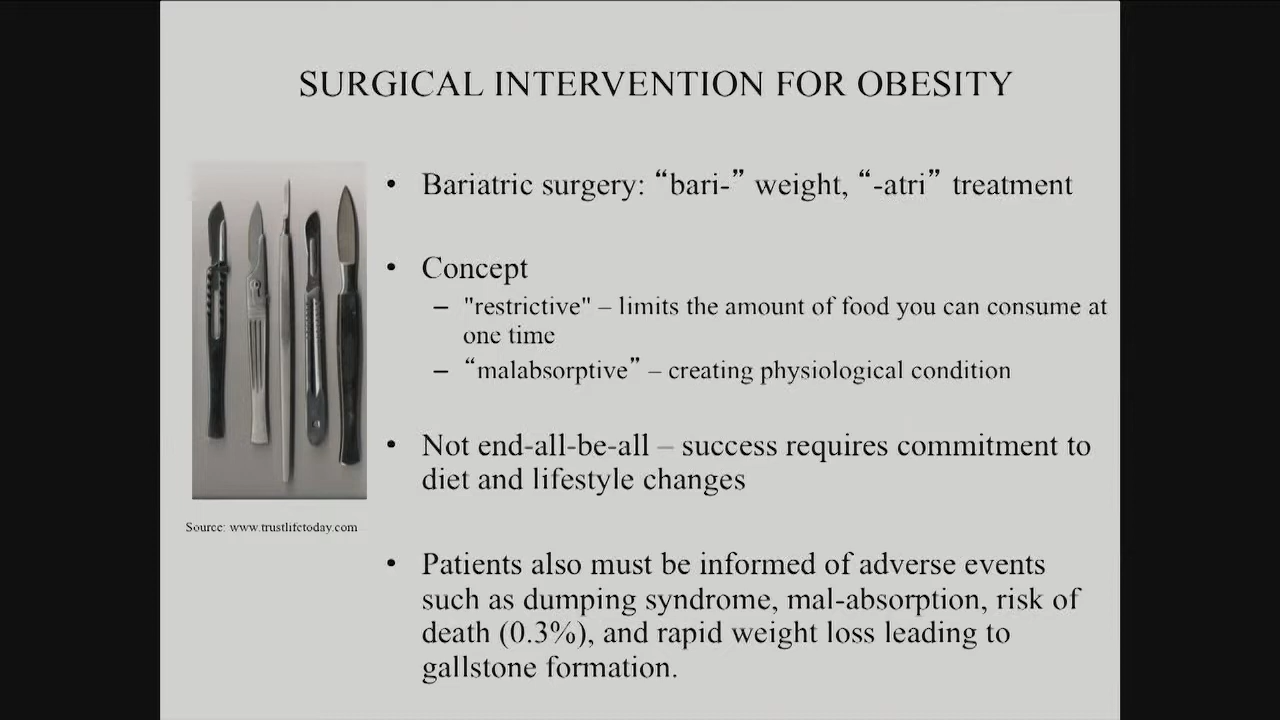 SURGICAL INTERVENTION FOR OBESITY
• Bariatric surgery: “bari-” weight, “-atri” treatment
• Concept
– "restrictive" – limits the amount of food you can consume at
one time
– “malabsorptive” – creating physiological condition
• Not end-all-be-all – success requires commitment to
diet and lifestyle changes
Source: www.trustlifetoday.com
• Patients also must be informed of adverse events
such as dumping syndrome, mal-absorption, risk of
death (0.3%), and rapid weight loss leading to
gallstone formation.